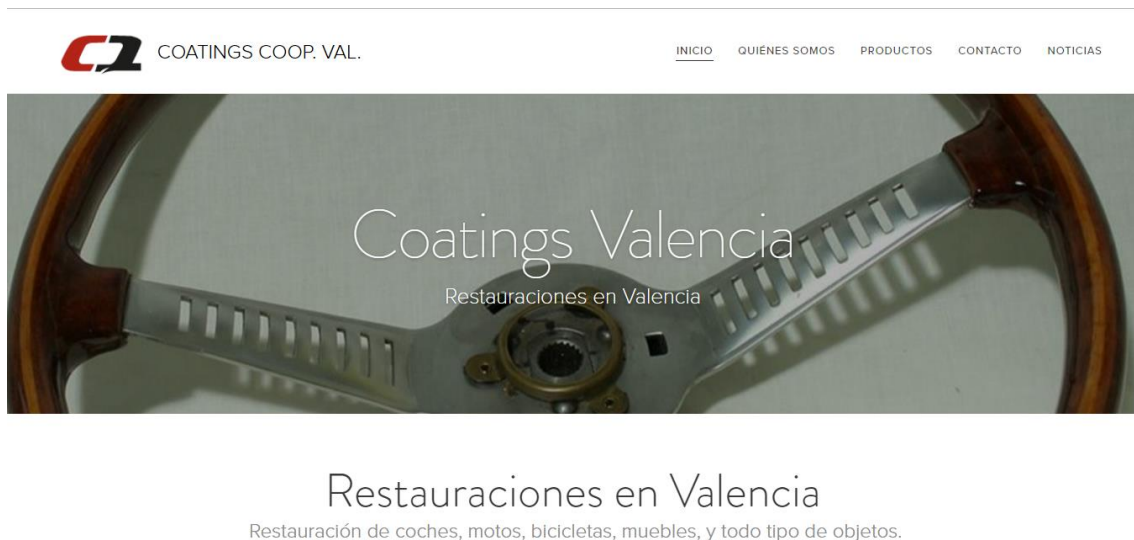 COATINGS COOP. VAL.
INICIO QUIÉNES SOMOS PRODUCTOS CONTACTO NOTICIAS
Coatings Valencia
Restauraciones en Valencia
Restauraciones en Valencia
Restauración de coches, motos, bicicletas, muebles, y todo tipo de objetos.